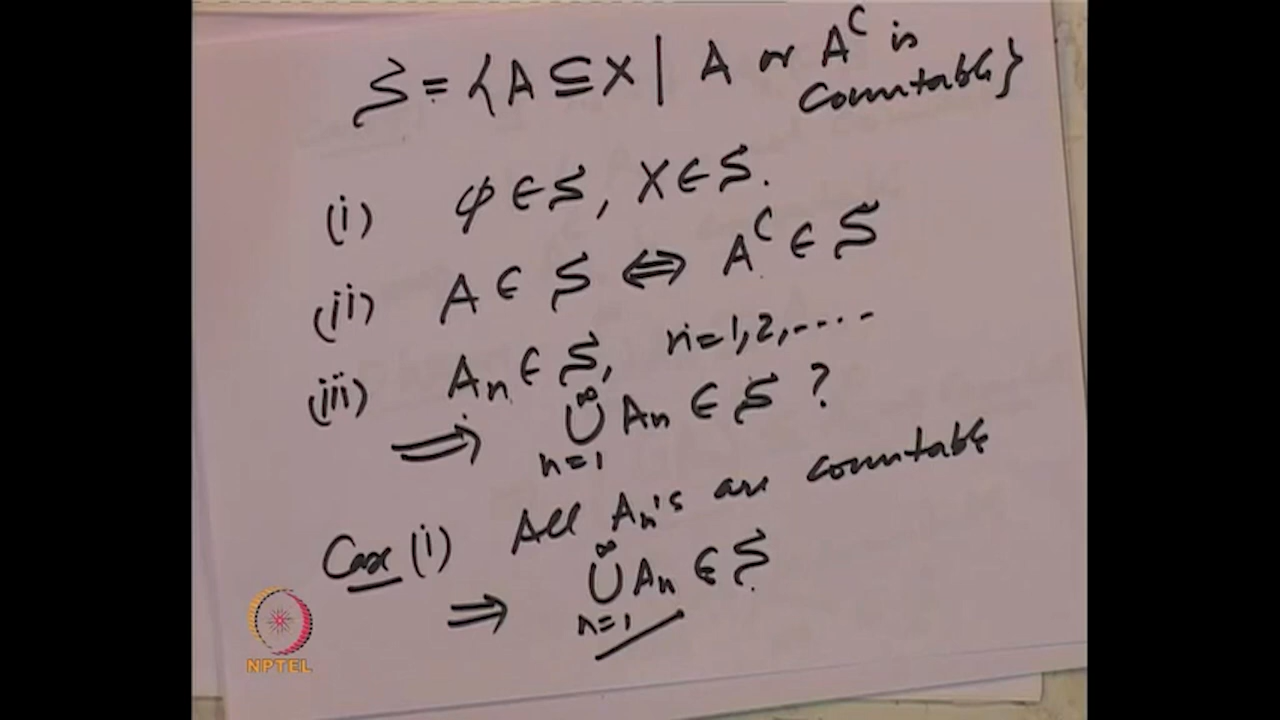 S = {A ⊆ X | A or A^C is
countable}
(i) φ ∈ S, X ∈ S.
(ii) A ∈ S ⇔ A^C ∈ S
(iii) A_n ∈ S, n=1,2,....
⇒ ∞⋃n=1 A_n ∈ S ?
Case (i) All A_n's are countable
⇒ ∞⋃n=1 A_n ∈ S
NPTEL